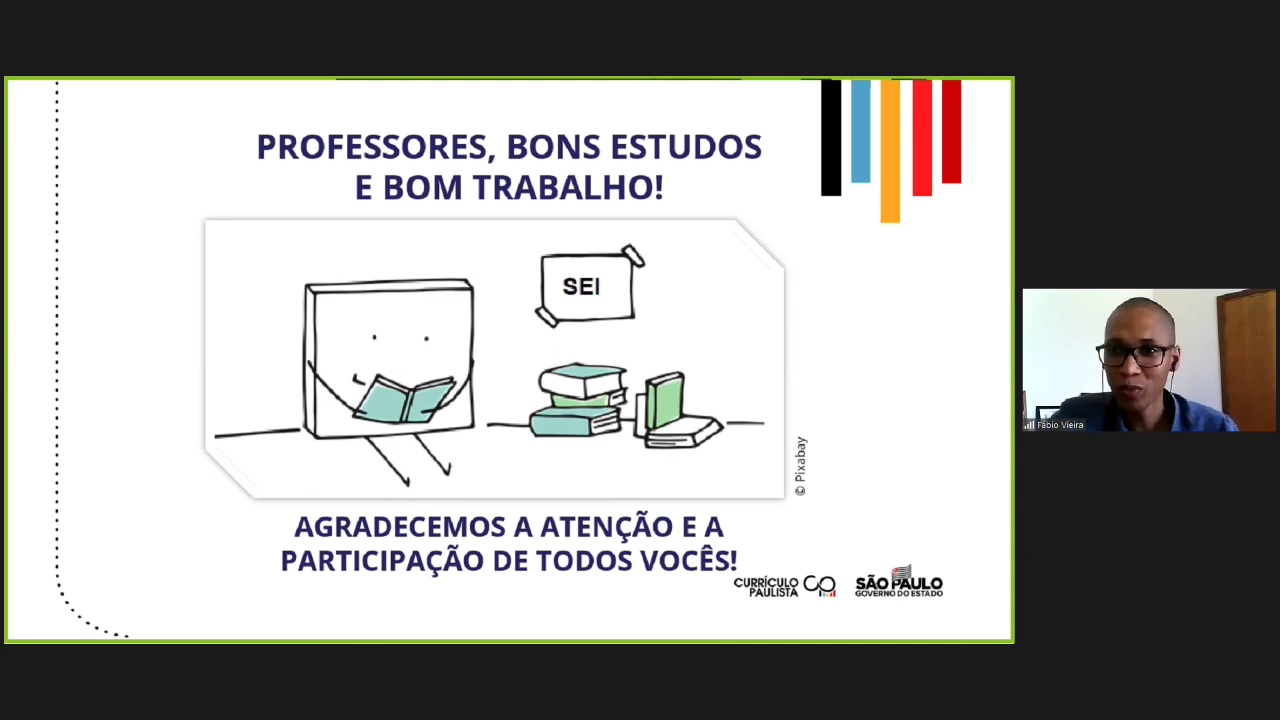 PROFESSORES, BONS ESTUDOS
E BOM TRABALHO!
SEI
© Pixabay
AGRADECEMOS A ATENÇÃO E A
PARTICIPAÇÃO DE TODOS VOCÊS!
CURRÍCULO
PAULISTA
SÃO PAULO
GOVERNO DO ESTADO
Fábio Vieira